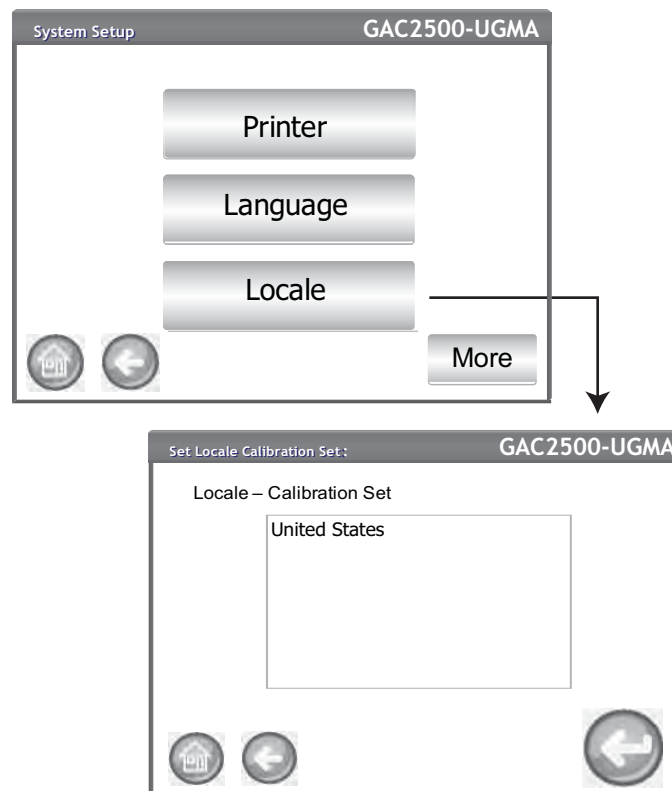 System Setup GAC2500-UGMA
Printer
Language
Locale
More
Set Locale Calibration Set: GAC2500-UGMA
Locale – Calibration Set
United States